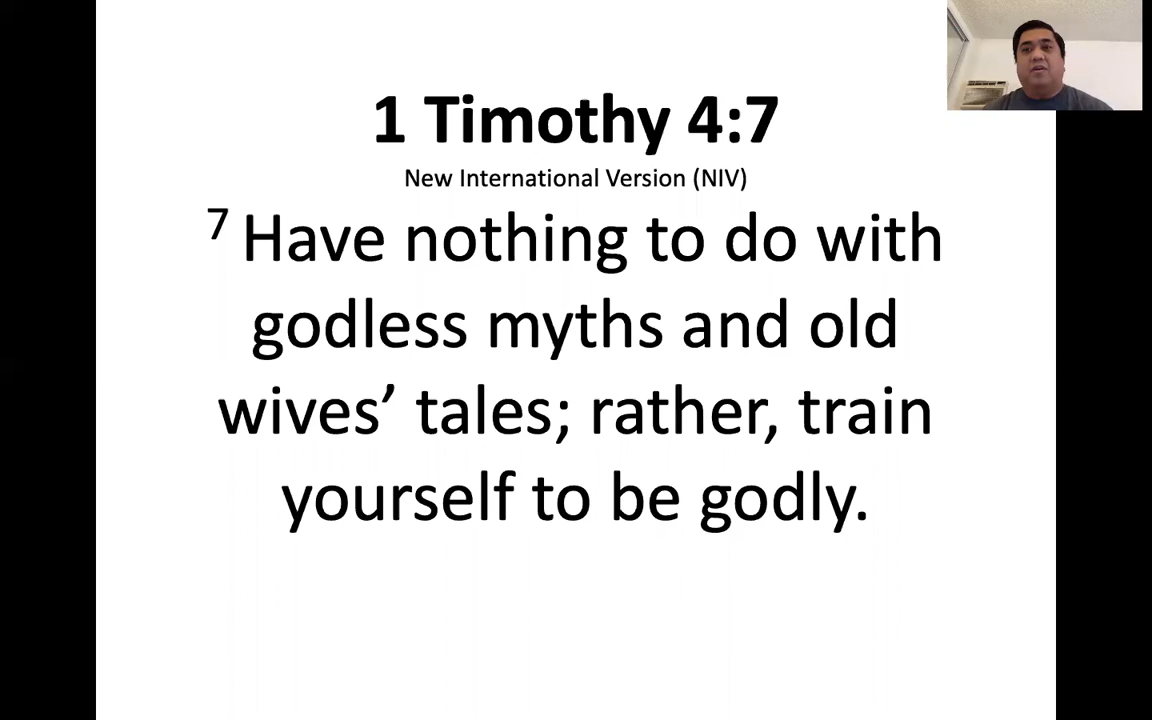 1 Timothy 4:7
New International Version (NIV)
7 Have nothing to do with
godless myths and old
wives’ tales; rather, train
yourself to be godly.